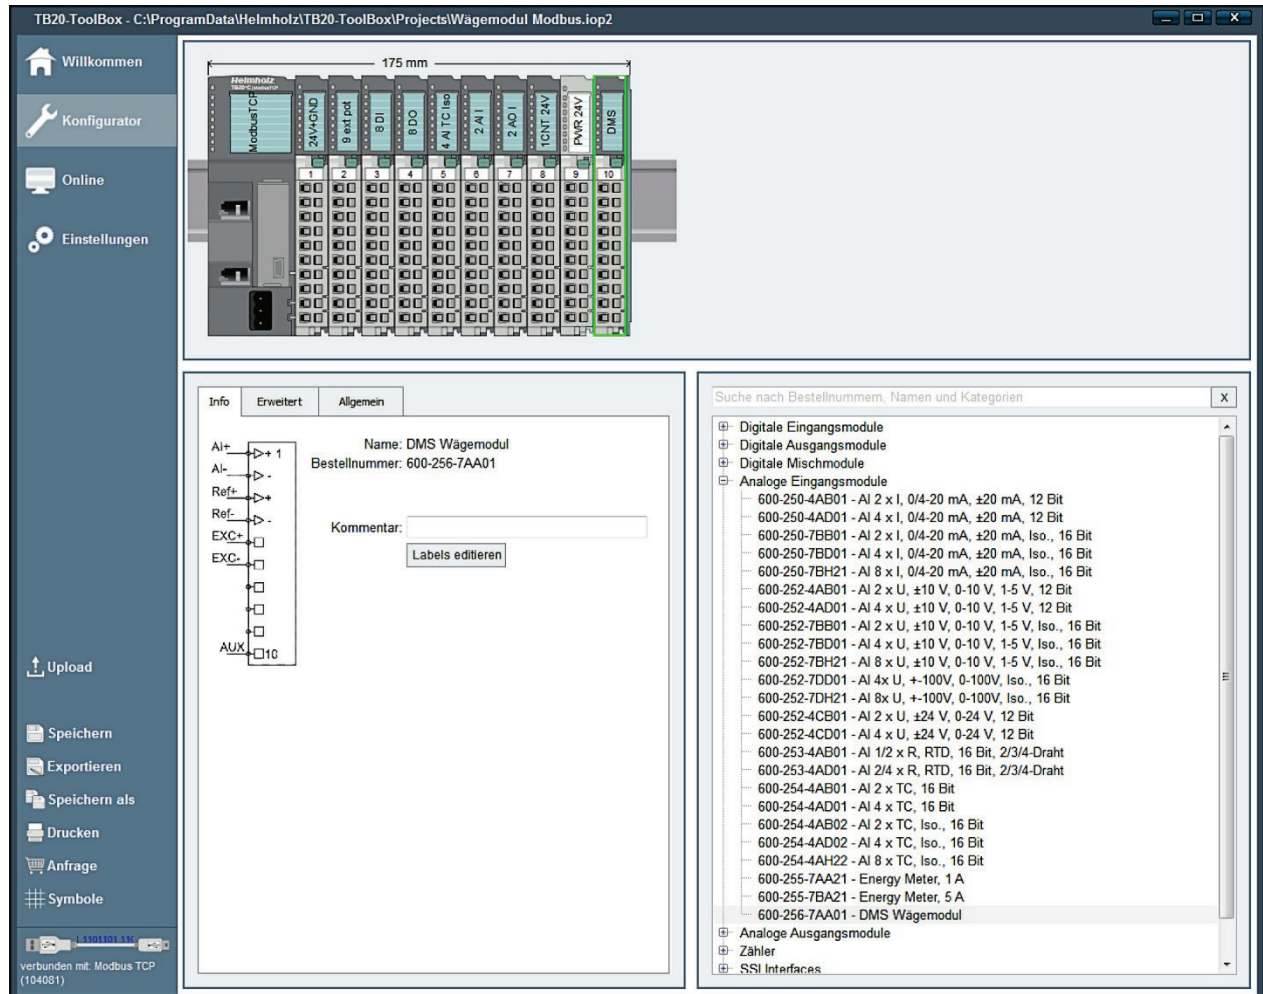 TB20-ToolBox - C:\ProgramData\Helmholz\TB20-ToolBox\Projects\Wägemodul Modbus.iop2
Willkommen
Konfigurator
Online
Einstellungen
Upload
Speichern
Exportieren
Speichern als
Drucken
Anfrage
Symbole
verbunden mit: Modbus TCP
(104081)
175 mm
Helmholz
ModbusTCP
24V+GND
9 ext pot
8 DI
8 DO
4 AI TC Iso
2 AI I
2 AO I
1CNT 24V
PWR 24V
DMS
1 2 3 4 5 6 7 8 9 10
Info Erweitert Allgemein
AI+ + 1
AI- -
Ref+ +
Ref- -
EXC+
EXC-
AUX 10
Name: DMS Wägemodul
Bestellnummer: 600-256-7AA01
Kommentar:
Labels editieren
Suche nach Bestellnummern, Namen und Kategorien X
Digitale Eingangsmodule
Digitale Ausgangsmodule
Digitale Mischmodule
Analoge Eingangsmodule
600-250-4AB01 - AI 2 x I, 0/4-20 mA, ±20 mA, 12 Bit
600-250-4AD01 - AI 4 x I, 0/4-20 mA, ±20 mA, 12 Bit
600-250-7BB01 - AI 2 x I, 0/4-20 mA, ±20 mA, Iso., 16 Bit
600-250-7BD01 - AI 4 x I, 0/4-20 mA, ±20 mA, Iso., 16 Bit
600-250-7BH21 - AI 8 x I, 0/4-20 mA, ±20 mA, Iso., 16 Bit
600-252-4AB01 - AI 2 x U, ±10 V, 0-10 V, 1-5 V, 12 Bit
600-252-4AD01 - AI 4 x U, ±10 V, 0-10 V, 1-5 V, 12 Bit
600-252-7BB01 - AI 2 x U, ±10 V, 0-10 V, 1-5 V, Iso., 16 Bit
600-252-7BD01 - AI 4 x U, ±10 V, 0-10 V, 1-5 V, Iso., 16 Bit
600-252-7BH21 - AI 8 x U, ±10 V, 0-10 V, 1-5 V, Iso., 16 Bit
600-252-7DD01 - AI 4x U, +-100V, 0-100V, Iso., 16 Bit
600-252-7DH21 - AI 8x U, +-100V, 0-100V, Iso., 16 Bit
600-252-4CB01 - AI 2 x U, ±24 V, 0-24 V, 12 Bit
600-252-4CD01 - AI 4 x U, ±24 V, 0-24 V, 12 Bit
600-253-4AB01 - AI 1/2 x R, RTD, 16 Bit, 2/3/4-Draht
600-253-4AD01 - AI 2/4 x R, RTD, 16 Bit, 2/3/4-Draht
600-254-4AB01 - AI 2 x TC, 16 Bit
600-254-4AD01 - AI 4 x TC, 16 Bit
600-254-4AB02 - AI 2 x TC, Iso., 16 Bit
600-254-4AD02 - AI 4 x TC, Iso., 16 Bit
600-254-4AH22 - AI 8 x TC, Iso., 16 Bit
600-255-7AA21 - Energy Meter, 1 A
600-255-7BA21 - Energy Meter, 5 A
600-256-7AA01 - DMS Wägemodul
Analoge Ausgangsmodule
Zähler
SSI Interfaces